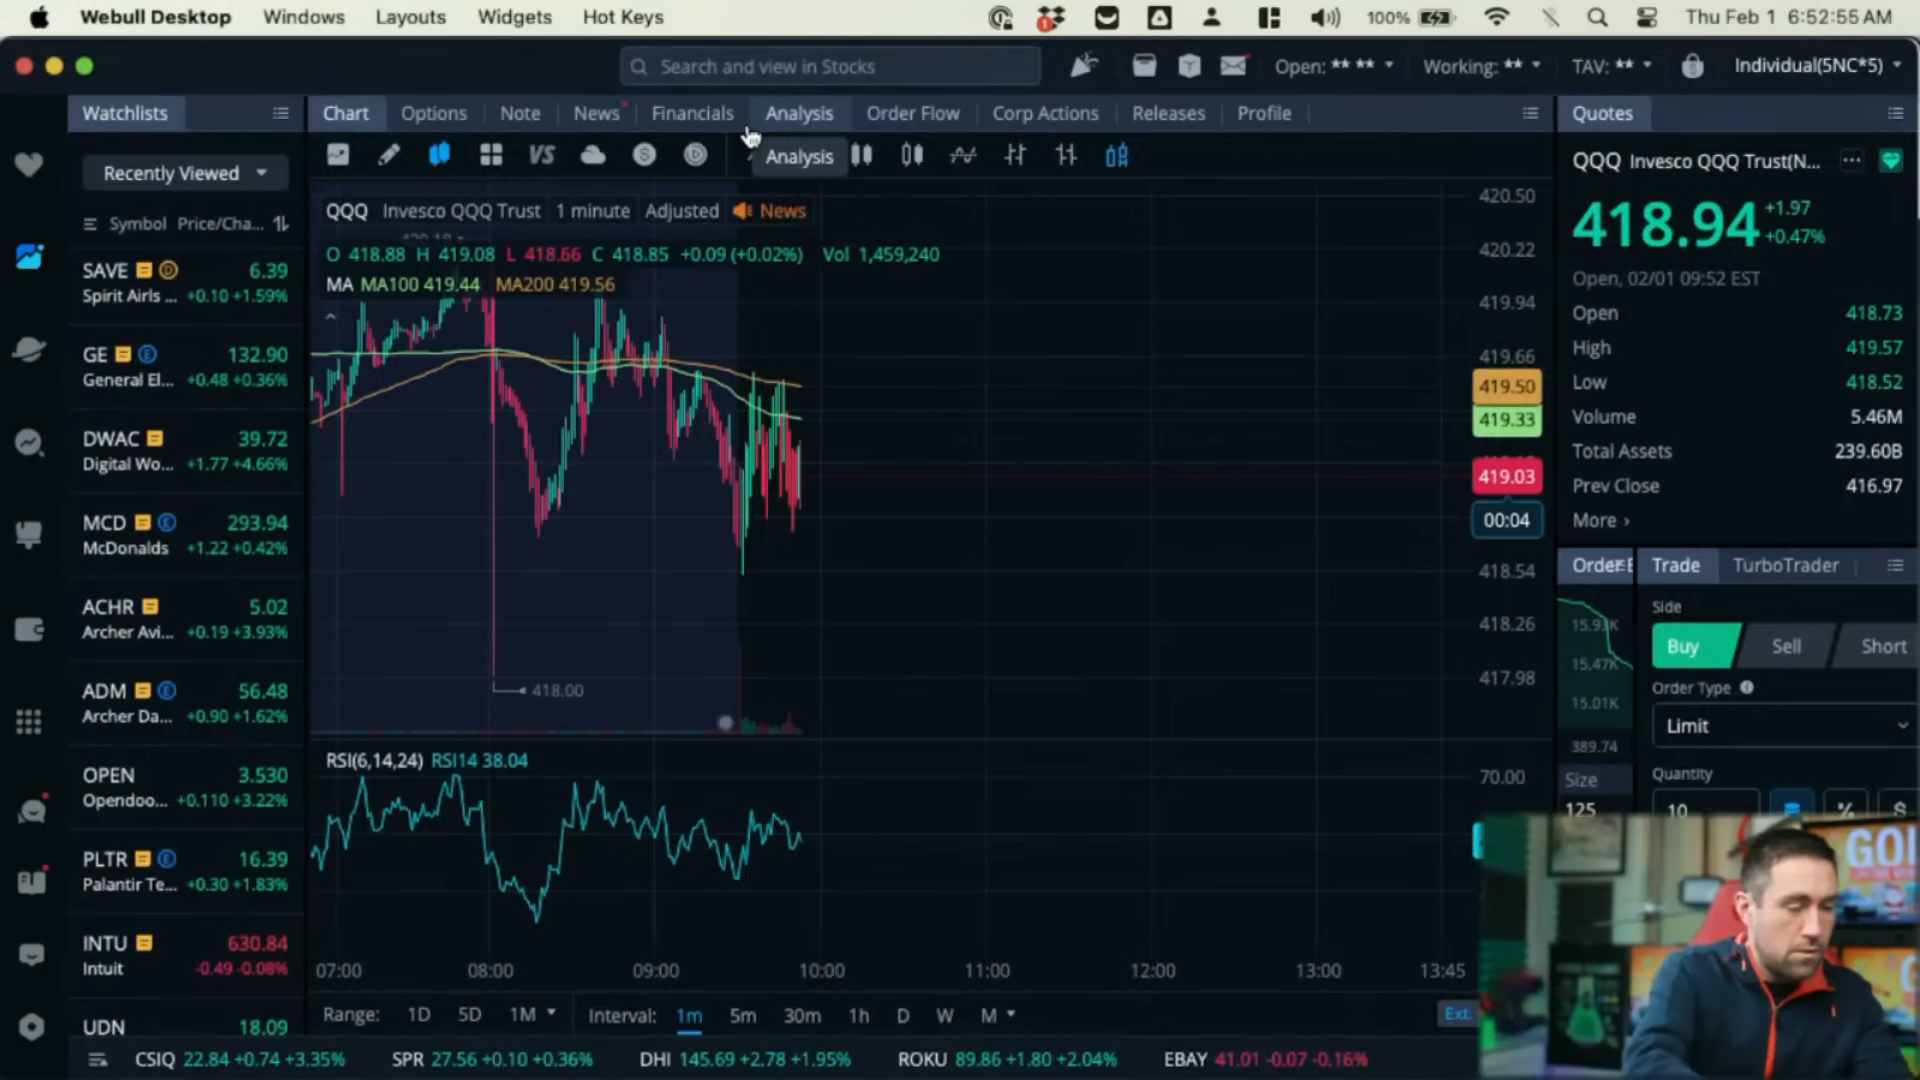 Webull Desktop Windows Layouts Widgets Hot Keys 100% Thu Feb 1 6:52:55 AM
Search and view in Stocks Open: ** ** Working: ** TAV: ** Individual(5NC*5)
Watchlists Chart Options Note News Financials Analysis Order Flow Corp Actions Releases Profile Quotes
Recently Viewed
VS S D Analysis
Symbol Price/Cha...
QQQ Invesco QQQ Trust 1 minute Adjusted News
O 418.88 H 419.08 L 418.66 C 418.85 +0.09 (+0.02%) Vol 1,459,240
MA MA100 419.44 MA200 419.56
SAVE D 6.39
Spirit Airls ... +0.10 +1.59%
GE E 132.90
General El... +0.48 +0.36%
DWAC 39.72
Digital Wo... +1.77 +4.66%
MCD E 293.94
McDonalds +1.22 +0.42%
ACHR 5.02
Archer Avi... +0.19 +3.93%
ADM E 56.48
Archer Da... +0.90 +1.62%
OPEN 3.530
Opendoo... +0.110 +3.22%
PLTR E 16.39
Palantir Te... +0.30 +1.83%
INTU 630.84
Intuit -0.49 -0.08%
UDN 18.09
420.50
420.22
419.94
419.66
419.50
419.33
419.03
00:04
418.54
418.26
417.98
418.00
RSI(6,14,24) RSI14 38.04
70.00
07:00 08:00 09:00 10:00 11:00 12:00 13:00 13:45
Range: 1D 5D 1M Interval: 1m 5m 30m 1h D W M Ext.
QQQ Invesco QQQ Trust(N...
418.94 +1.97
+0.47%
Open, 02/01 09:52 EST
Open 418.73
High 419.57
Low 418.52
Volume 5.46M
Total Assets 239.60B
Prev Close 416.97
More
Order Trade TurboTrader
15.93K
15.47K
15.01K
389.74
Size
125
Side
Buy Sell Short
Order Type
Limit
Quantity
10 % $
GOI
CSIQ 22.84 +0.74 +3.35% SPR 27.56 +0.10 +0.36% DHI 145.69 +2.78 +1.95% ROKU 89.86 +1.80 +2.04% EBAY 41.01 -0.07 -0.16%